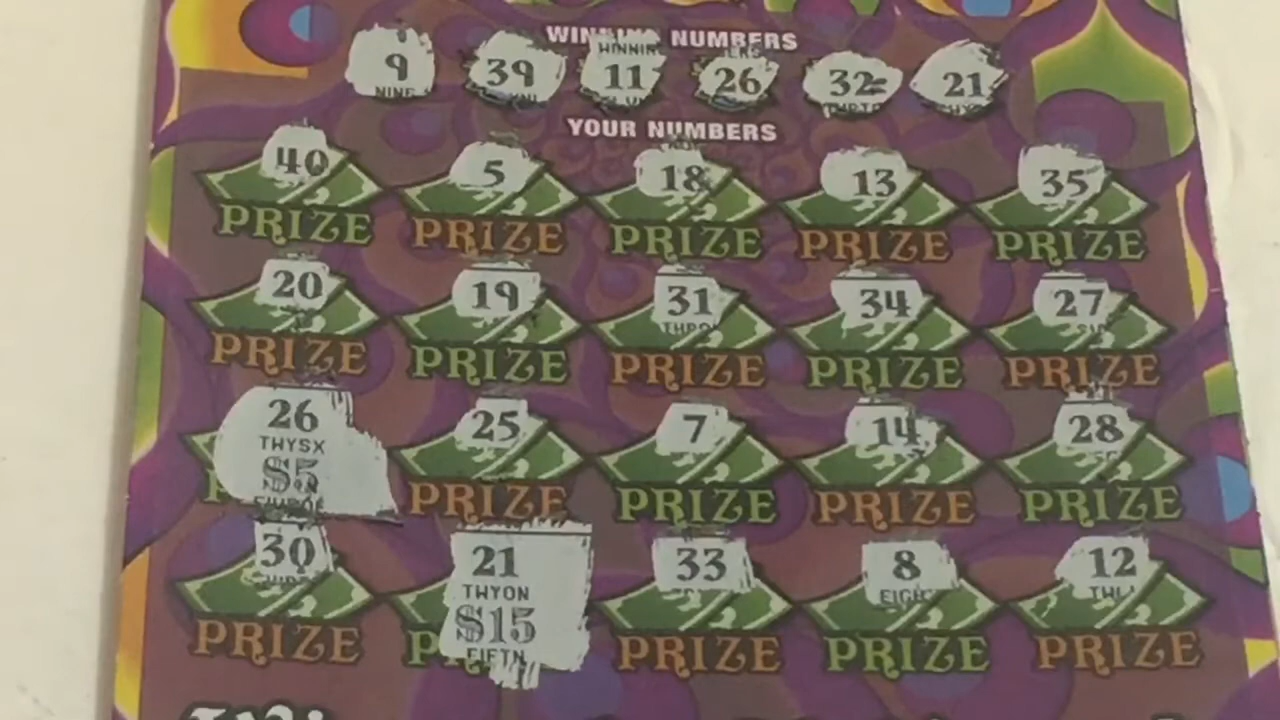 WINNING NUMBERS
9 39 11 26 32 21
NINE
YOUR NUMBERS
40 5 18 13 35
PRIZE PRIZE PRIZE PRIZE PRIZE
20 19 31 34 27
PRIZE PRIZE PRIZE PRIZE PRIZE
26 25 7 14 28
THYSX
$5
PRIZE PRIZE PRIZE PRIZE
30 21 33 8 12
THYON
$15
PRIZE PRIZE PRIZE PRIZE
FIFTN